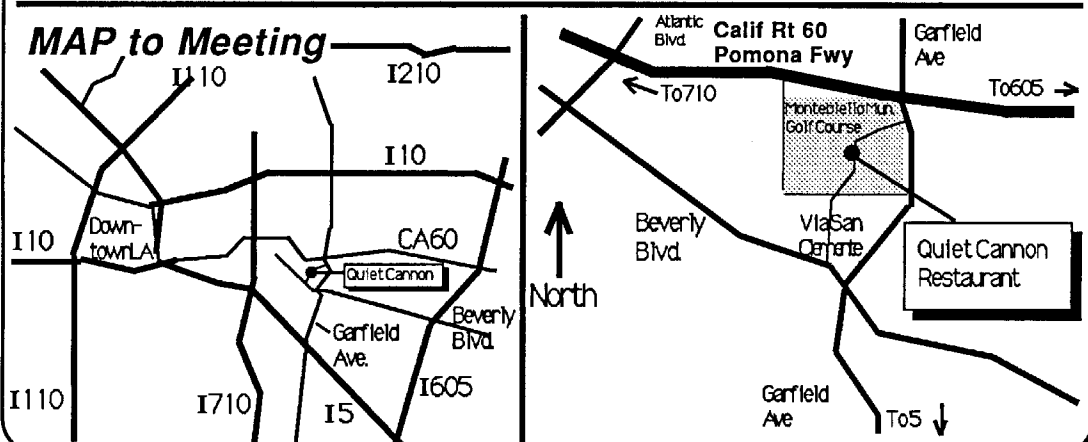 MAP to Meeting
I110
I210
I10
Down-
townLA
I10
CA60
Quiet Cannon
Garfield
Ave.
Beverly
Blvd.
I110
I710
I5
I605
Atlantic
Blvd.
Calif Rt 60
Pomona Fwy
Garfield
Ave
To710
To605
Montebello Mun.
Golf Course
Beverly
Blvd.
Via San
Clemente
Quiet Cannon
Restaurant
North
Garfield
Ave
To5